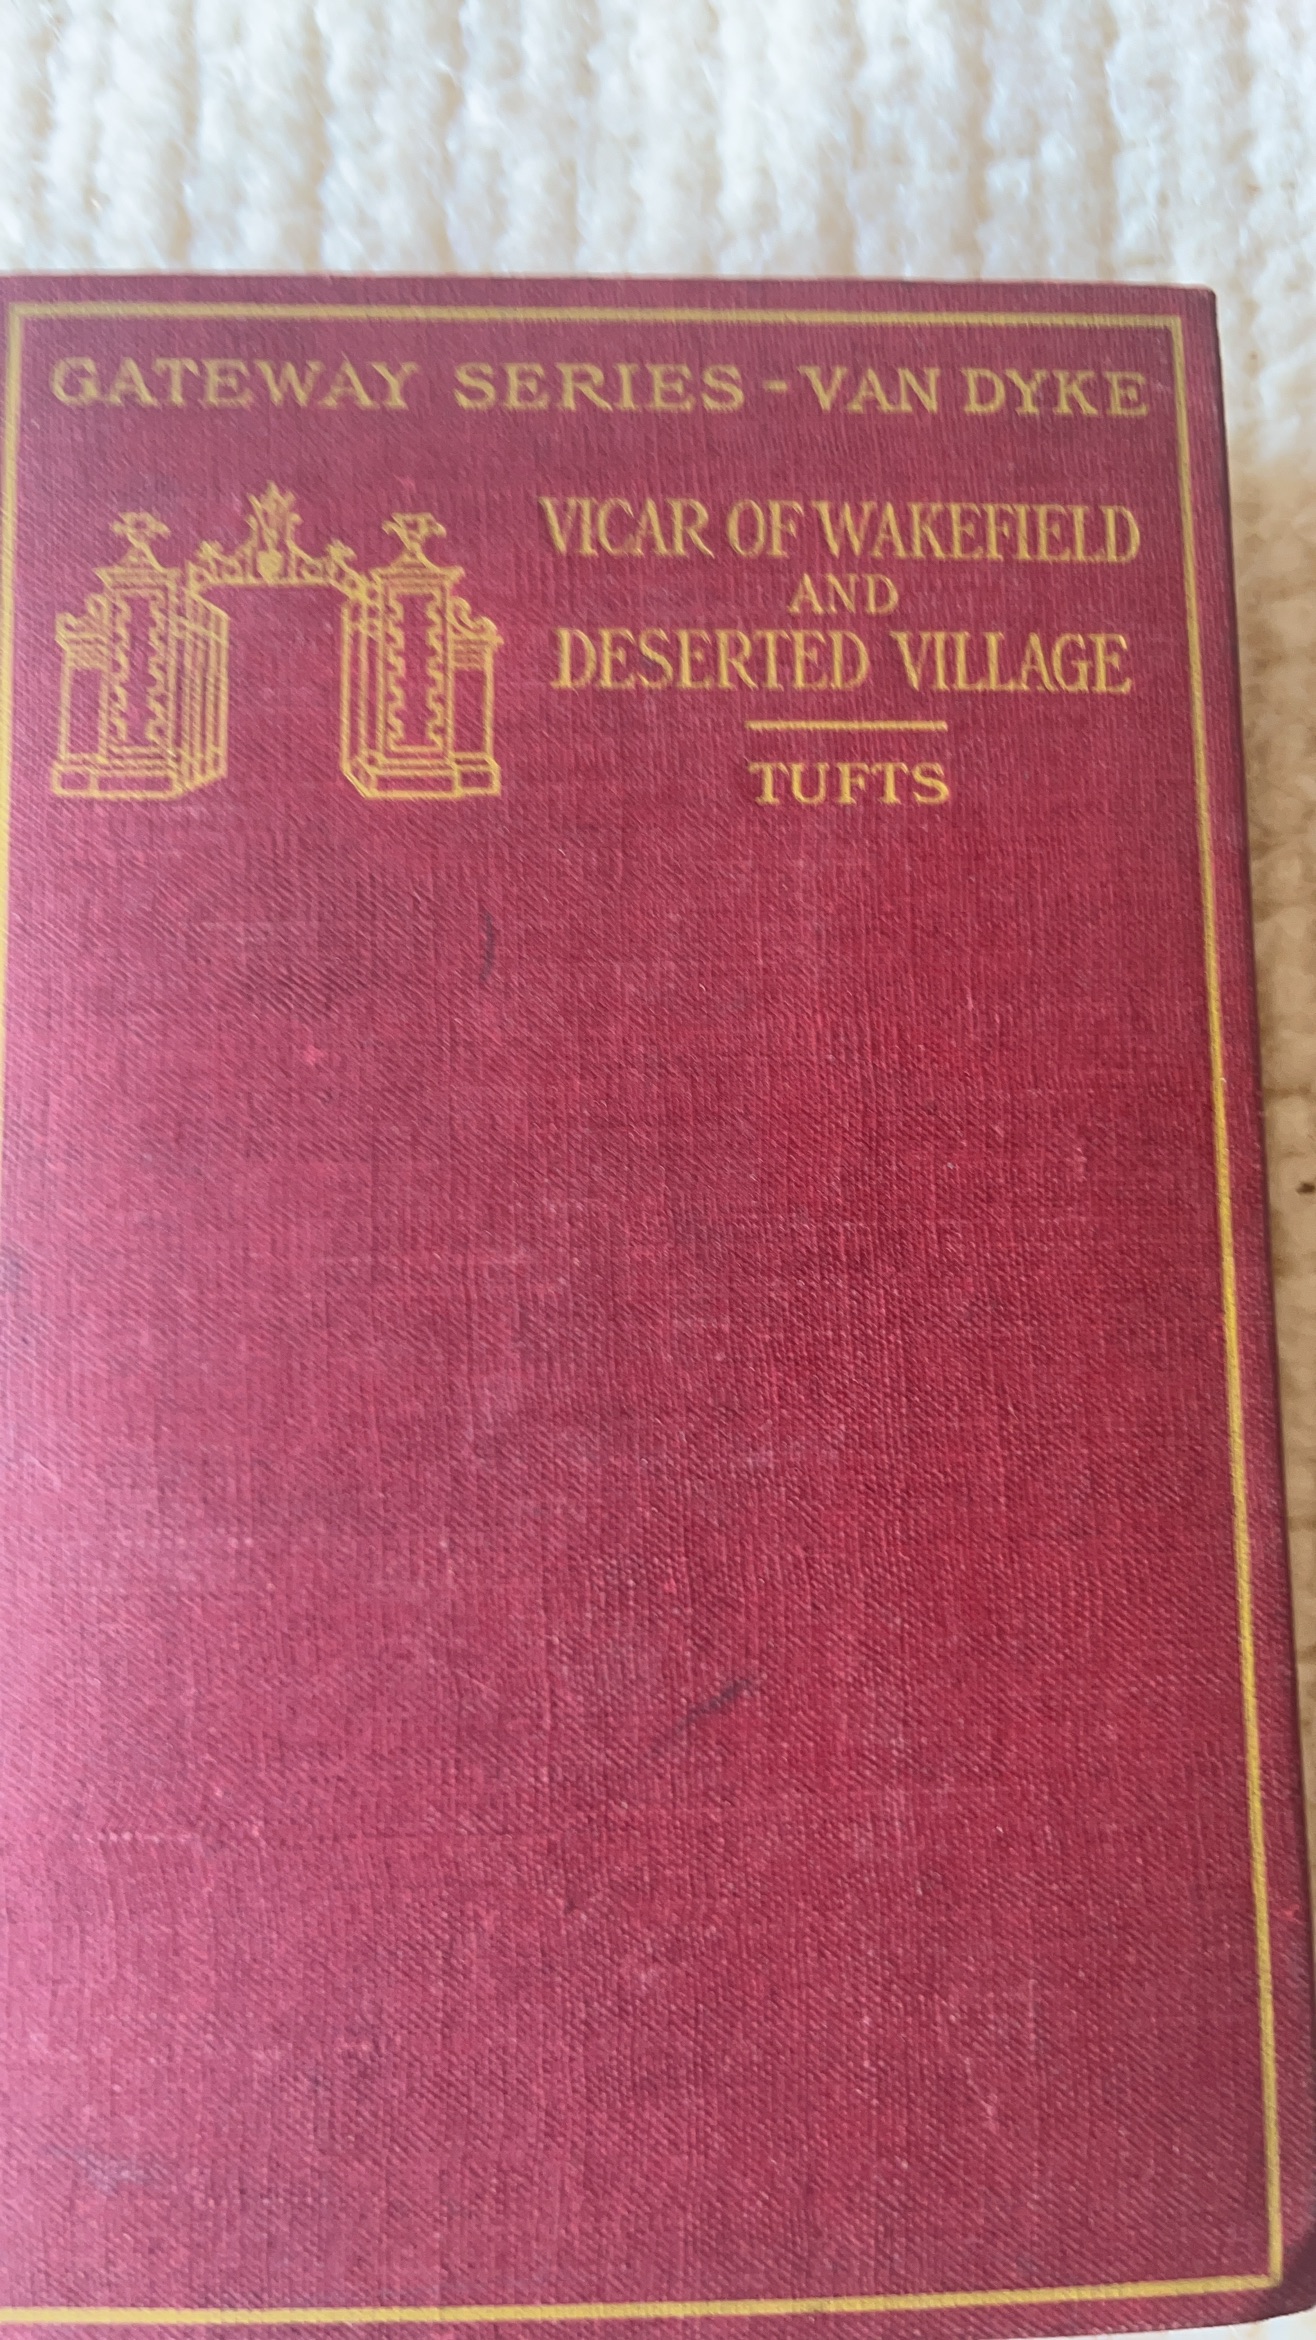 GATEWAY SERIES - VAN DYKE
VICAR OF WAKEFIELD
AND
DESERTED VILLAGE
TUFTS